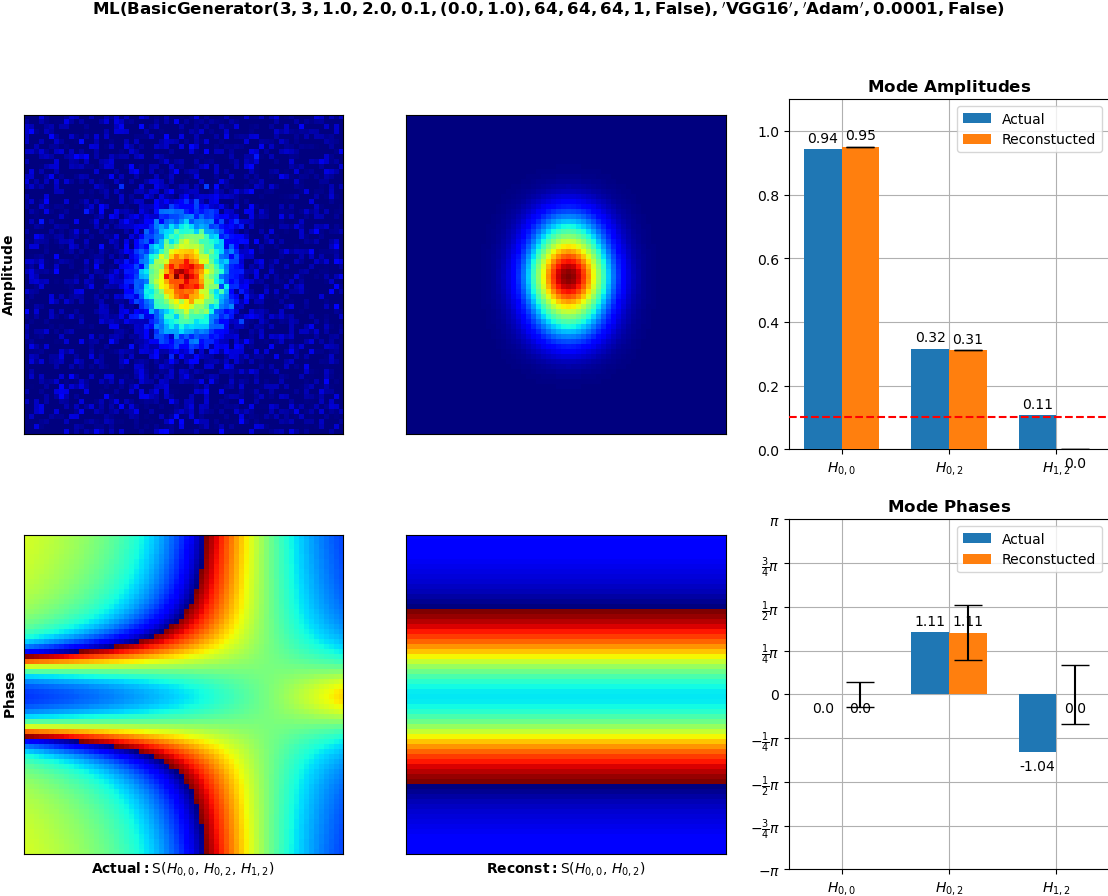 ML(BasicGenerator(3, 3, 1.0, 2.0, 0.1, (0.0, 1.0), 64, 64, 64, 1, False), ′VGG16′, ′Adam′, 0.0001, False)
Amplitude
Mode Amplitudes
Actual
Reconstucted
1.0
0.8
0.6
0.4
0.2
0.0
0.94
0.95
0.32
0.31
0.11
0.0
H₀,₀
H₀,₂
H₁,₂
Phase
Actual: S(H₀,₀, H₀,₂, H₁,₂)
Reconst: S(H₀,₀, H₀,₂)
Mode Phases
Actual
Reconstucted
π
3/4π
1/2π
1/4π
0
−1/4π
−1/2π
−3/4π
−π
0.0
0.0
1.11
1.11
-1.04
0.0
H₀,₀
H₀,₂
H₁,₂